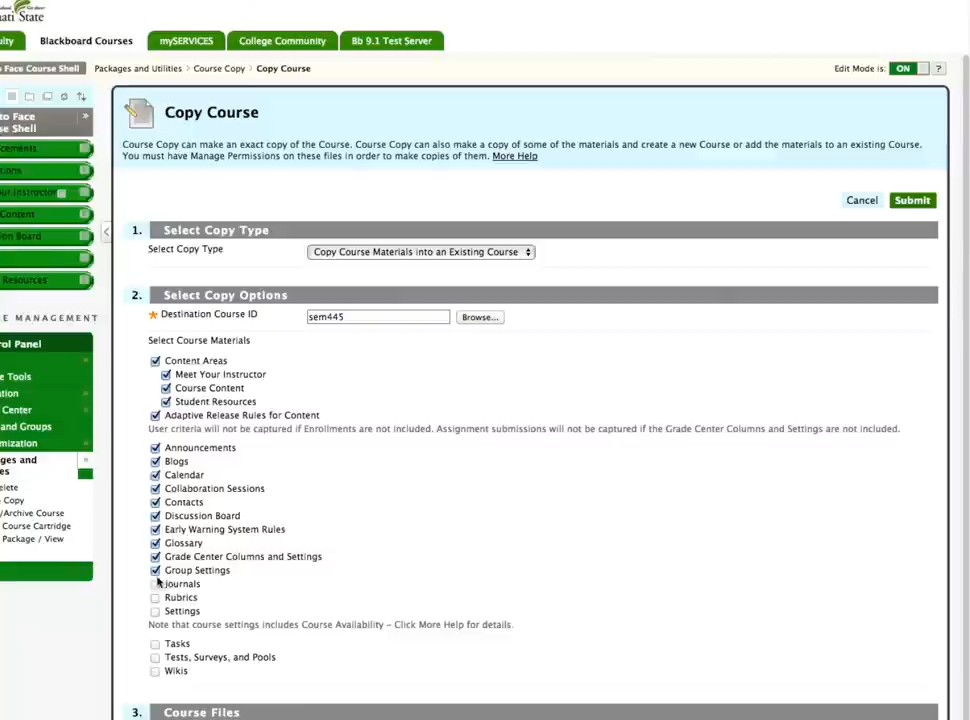 nati State
ulty
Blackboard Courses
mySERVICES
College Community
Bb 9.1 Test Server
o Face Course Shell
Packages and Utilities > Course Copy > Copy Course
Edit Mode is: ON ?
to Face
se Shell
Copy Course
Course Copy can make an exact copy of the Course. Course Copy can also make a copy of some of the materials and create a new Course or add the materials to an existing Course.
You must have Manage Permissions on these files in order to make copies of them. More Help
Cancel Submit
1. Select Copy Type
Select Copy Type
Copy Course Materials into an Existing Course
2. Select Copy Options
Destination Course ID
sem445
Browse...
Select Course Materials
Content Areas
Meet Your Instructor
Course Content
Student Resources
Adaptive Release Rules for Content
User criteria will not be captured if Enrollments are not included. Assignment submissions will not be captured if the Grade Center Columns and Settings are not included.
Announcements
Blogs
Calendar
Collaboration Sessions
Contacts
Discussion Board
Early Warning System Rules
Glossary
Grade Center Columns and Settings
Group Settings
Journals
Rubrics
Settings
Note that course settings includes Course Availability – Click More Help for details.
Tasks
Tests, Surveys, and Pools
Wikis
3. Course Files
cements
tions
our Instructor
Content
ion Board
Resources
E MANAGEMENT
rol Panel
e Tools
ation
Center
and Groups
mization
ges and
es
elete
Copy
/Archive Course
Course Cartridge
Package / View